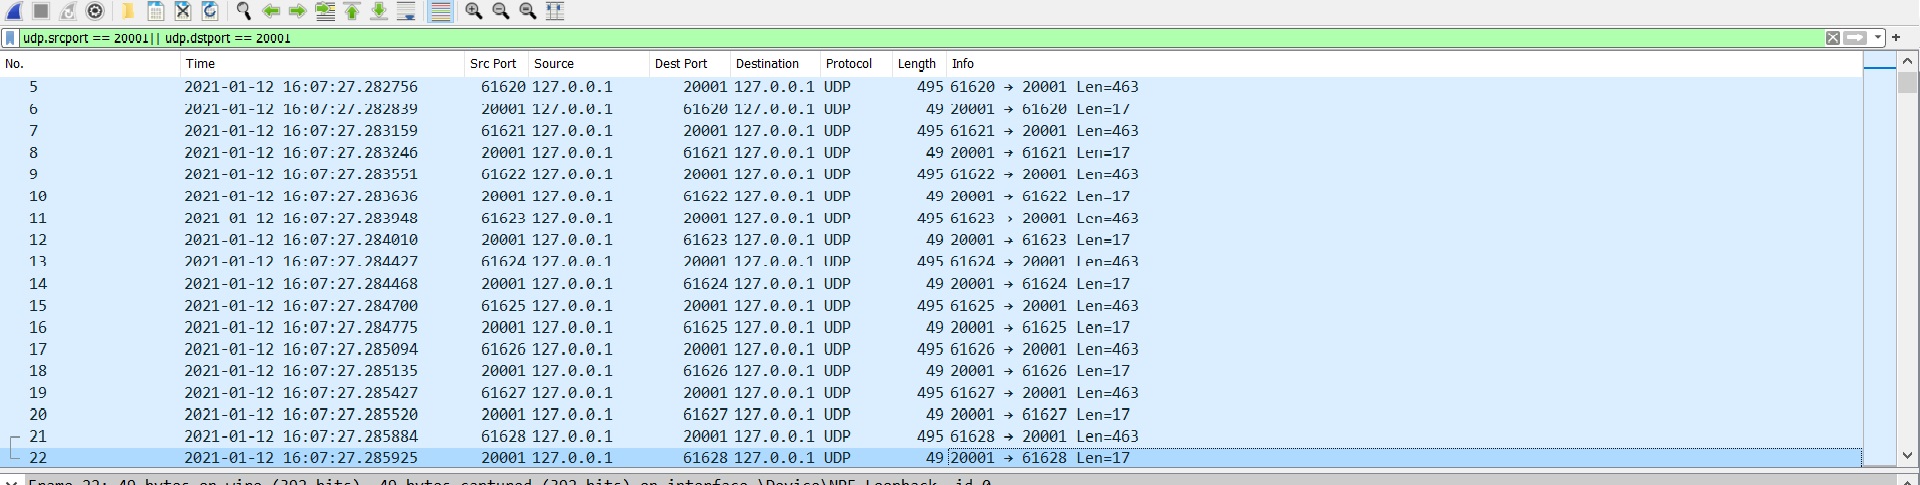 udp.srcport == 20001|| udp.dstport == 20001
No. Time Src Port Source Dest Port Destination Protocol Length Info
5 2021-01-12 16:07:27.282756 61620 127.0.0.1 20001 127.0.0.1 UDP 495 61620 → 20001 Len=463
6 2021-01-12 16:07:27.282839 20001 127.0.0.1 61620 127.0.0.1 UDP 49 20001 → 61620 Len=17
7 2021-01-12 16:07:27.283159 61621 127.0.0.1 20001 127.0.0.1 UDP 495 61621 → 20001 Len=463
8 2021-01-12 16:07:27.283246 20001 127.0.0.1 61621 127.0.0.1 UDP 49 20001 → 61621 Len=17
9 2021-01-12 16:07:27.283551 61622 127.0.0.1 20001 127.0.0.1 UDP 495 61622 → 20001 Len=463
10 2021-01-12 16:07:27.283636 20001 127.0.0.1 61622 127.0.0.1 UDP 49 20001 → 61622 Len=17
11 2021-01-12 16:07:27.283948 61623 127.0.0.1 20001 127.0.0.1 UDP 495 61623 → 20001 Len=463
12 2021-01-12 16:07:27.284010 20001 127.0.0.1 61623 127.0.0.1 UDP 49 20001 → 61623 Len=17
13 2021-01-12 16:07:27.284427 61624 127.0.0.1 20001 127.0.0.1 UDP 495 61624 → 20001 Len=463
14 2021-01-12 16:07:27.284468 20001 127.0.0.1 61624 127.0.0.1 UDP 49 20001 → 61624 Len=17
15 2021-01-12 16:07:27.284700 61625 127.0.0.1 20001 127.0.0.1 UDP 495 61625 → 20001 Len=463
16 2021-01-12 16:07:27.284775 20001 127.0.0.1 61625 127.0.0.1 UDP 49 20001 → 61625 Len=17
17 2021-01-12 16:07:27.285094 61626 127.0.0.1 20001 127.0.0.1 UDP 495 61626 → 20001 Len=463
18 2021-01-12 16:07:27.285135 20001 127.0.0.1 61626 127.0.0.1 UDP 49 20001 → 61626 Len=17
19 2021-01-12 16:07:27.285427 61627 127.0.0.1 20001 127.0.0.1 UDP 495 61627 → 20001 Len=463
20 2021-01-12 16:07:27.285520 20001 127.0.0.1 61627 127.0.0.1 UDP 49 20001 → 61627 Len=17
21 2021-01-12 16:07:27.285884 61628 127.0.0.1 20001 127.0.0.1 UDP 495 61628 → 20001 Len=463
22 2021-01-12 16:07:27.285925 20001 127.0.0.1 61628 127.0.0.1 UDP 49 20001 → 61628 Len=17
Frame 22: 49 bytes on wire (392 bits), 49 bytes captured (392 bits) on interface \Device\NPF_Loopback, id 0